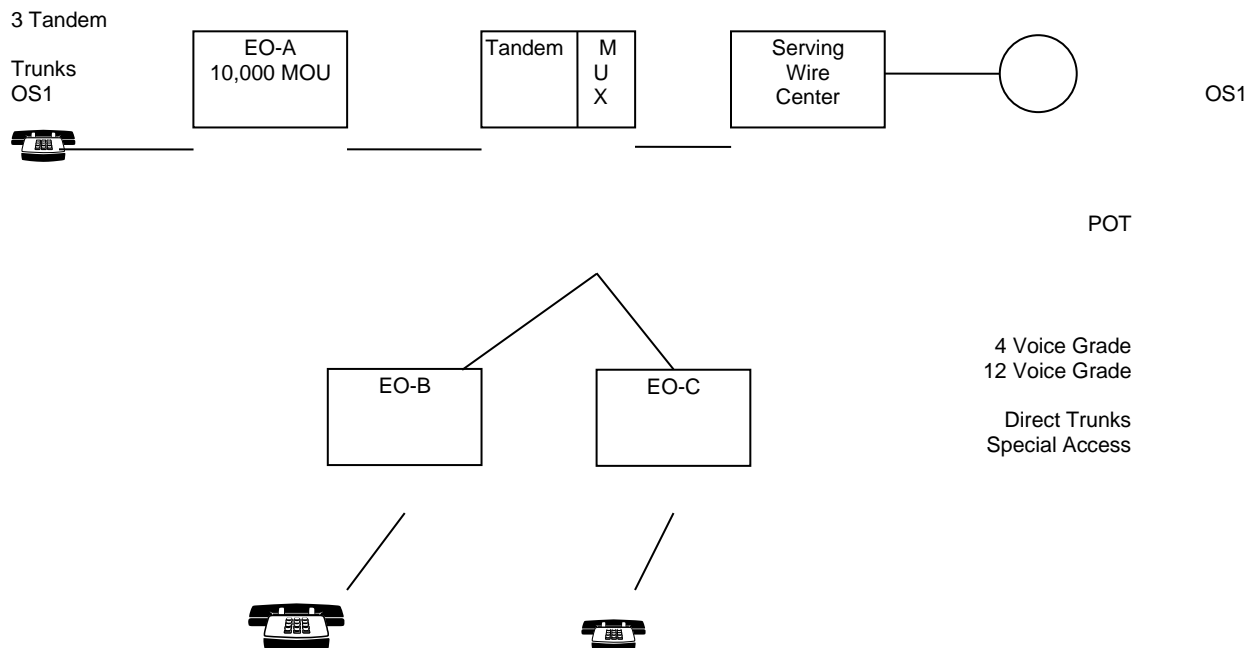 3 Tandem
Trunks
OS1
EO-A
10,000 MOU
Tandem
M
U
X
Serving
Wire
Center
OS1
POT
EO-B
EO-C
4 Voice Grade
12 Voice Grade
Direct Trunks
Special Access